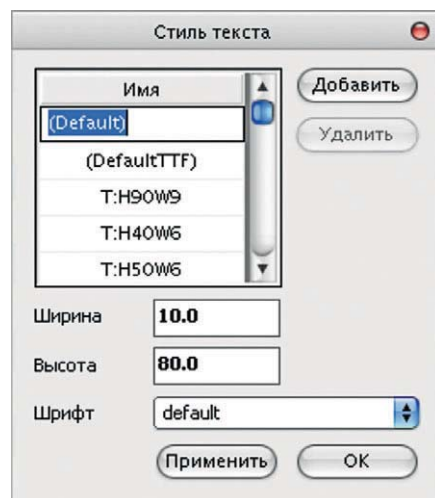 Стиль текста
Имя
Добавить
(Default)
Удалить
(DefaultTTF)
T:H90W9
T:H40W6
T:H50W6
Ширина 10.0
Высота 80.0
Шрифт default
Применить OK